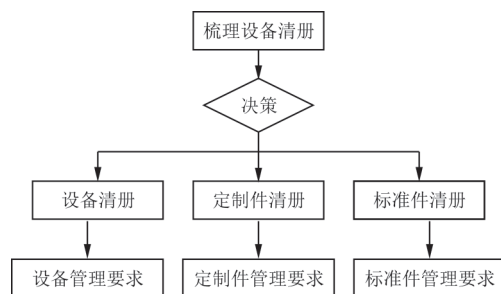 梳理设备清册
决策
设备清册
定制件清册
标准件清册
设备管理要求
定制件管理要求
标准件管理要求